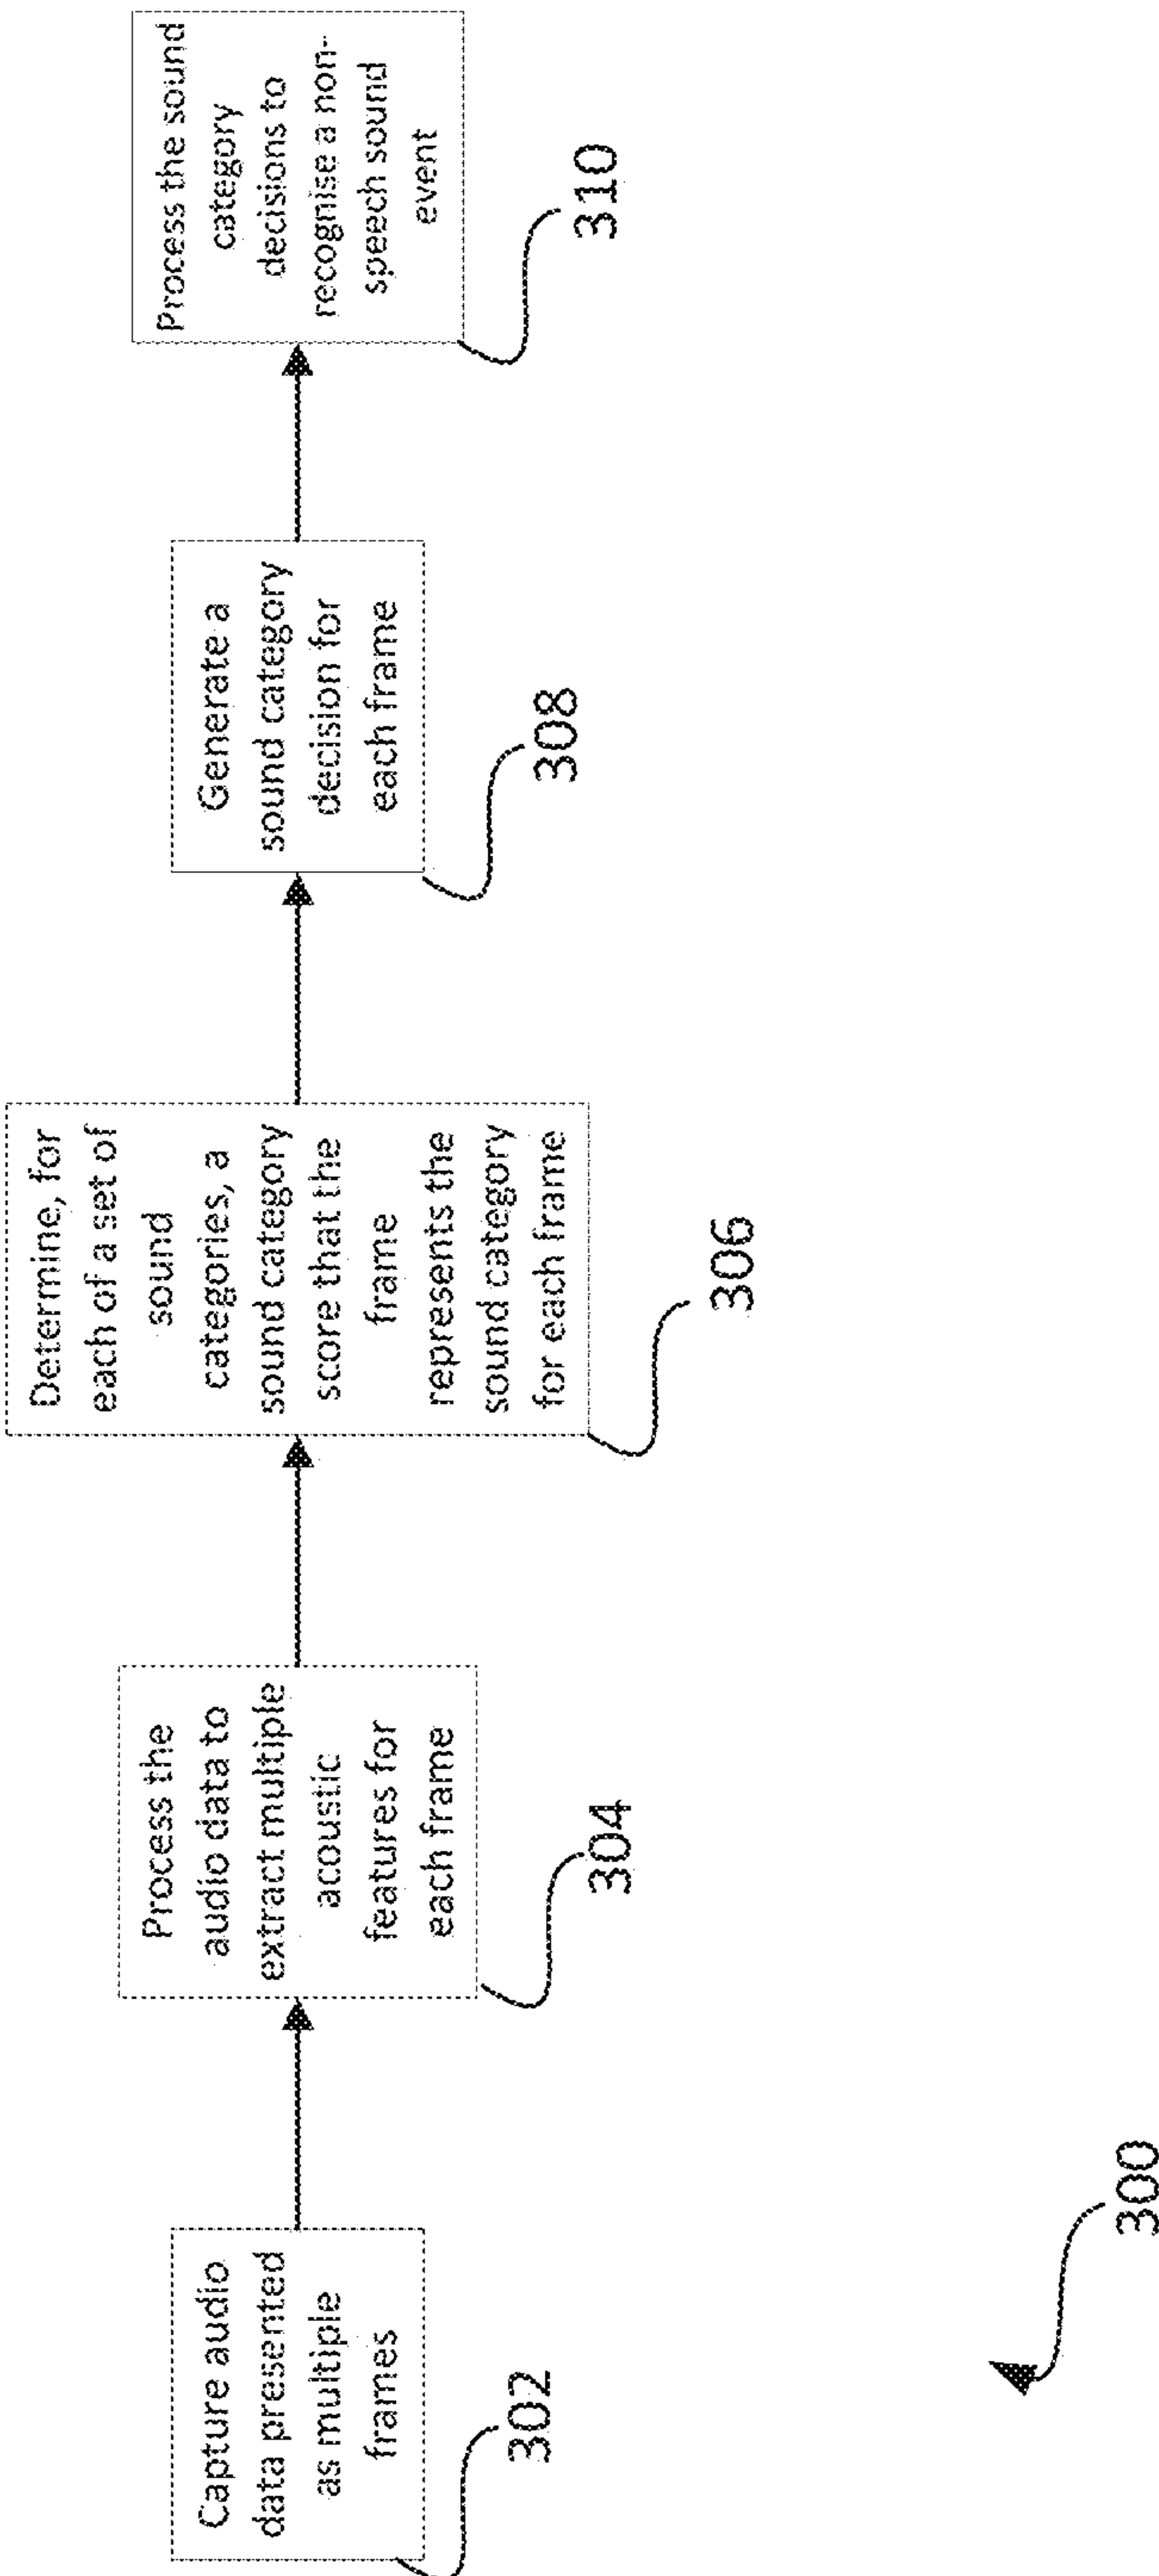 Capture audio
data presented
as multiple
frames
302
Process the
audio data to
extract multiple
acoustic
features for
each frame
304
Determine, for
each of a set of
sound
categories, a
sound category
score that the
frame
represents the
sound category
for each frame
306
Generate a
sound category
decision for
each frame
308
Process the sound
category
decisions to
recognise a non-
speech sound
event
310
300